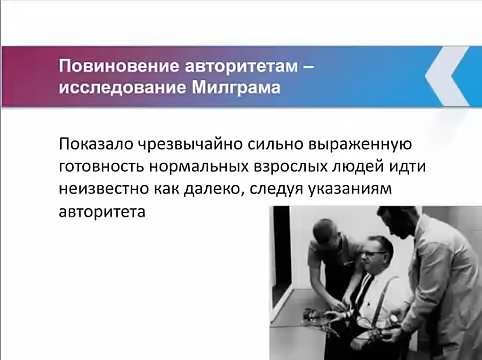 Повиновение авторитетам –
исследование Милграма
Показало чрезвычайно сильно выраженную
готовность нормальных взрослых людей идти
неизвестно как далеко, следуя указаниям
авторитета